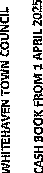 WHITEHAVEN TOWN COUNCIL
CASH BOOK FROM 1 APRIL 2025